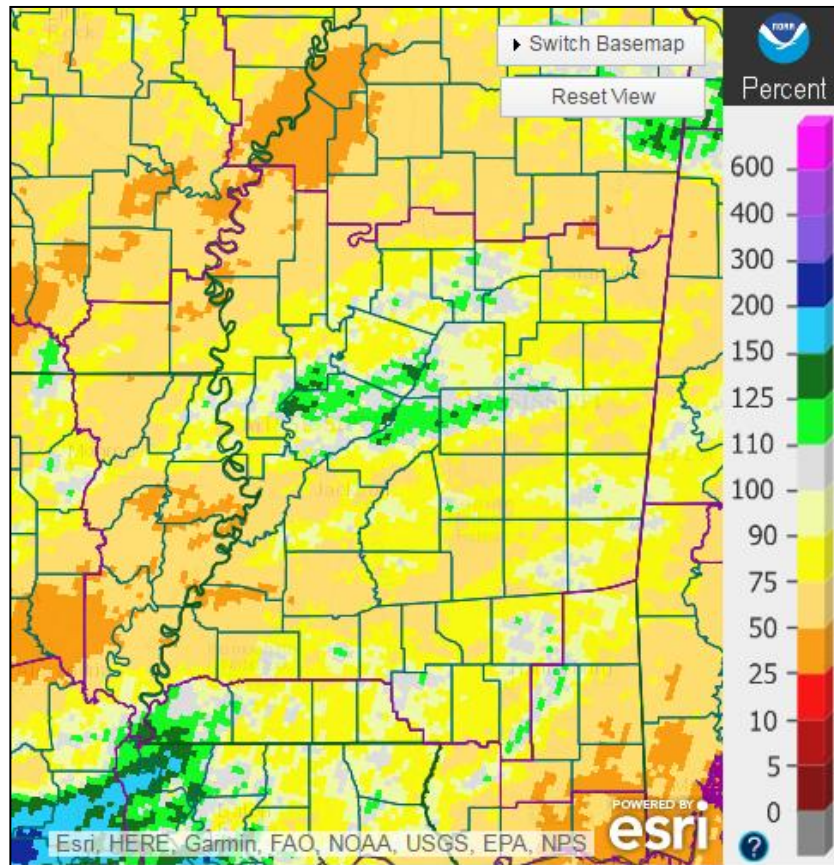 Switch Basemap
Reset View
NOAA
Percent
600
400
300
200
150
125
110
100
90
75
50
25
10
5
0
Jackson
POWERED BY
esri
Esri, HERE, Garmin, FAO, NOAA, USGS, EPA, NPS
?